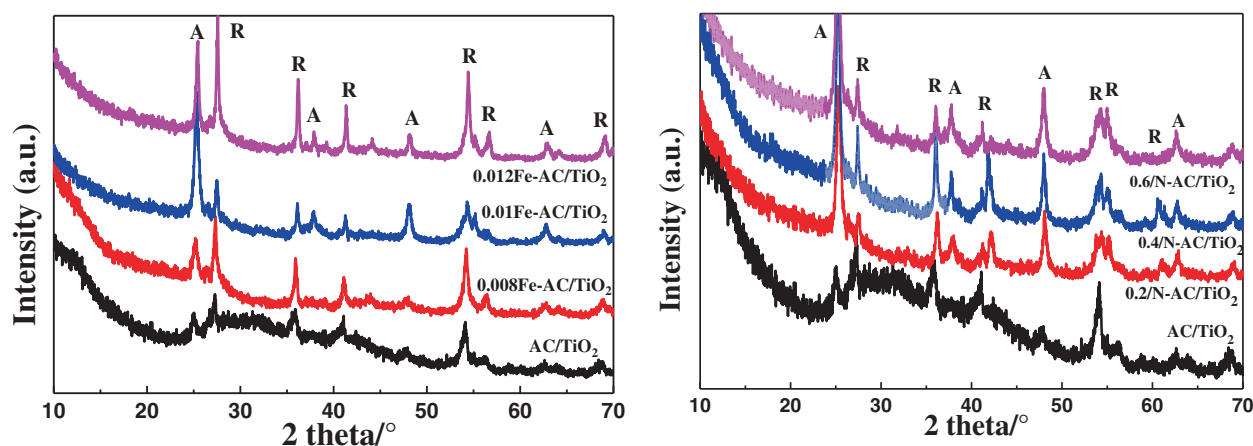 Intensity (a.u.)
A
R
R
A
R
A
R
R
A
R
0.012Fe-AC/TiO2
0.01Fe-AC/TiO2
0.008Fe-AC/TiO2
AC/TiO2
10 20 30 40 50 60 70
2 theta/°
Intensity (a.u.)
A
R
R
A
R
A
R
R
R
A
0.6/N-AC/TiO2
0.4/N-AC/TiO2
0.2/N-AC/TiO2
AC/TiO2
10 20 30 40 50 60 70
2 theta/°